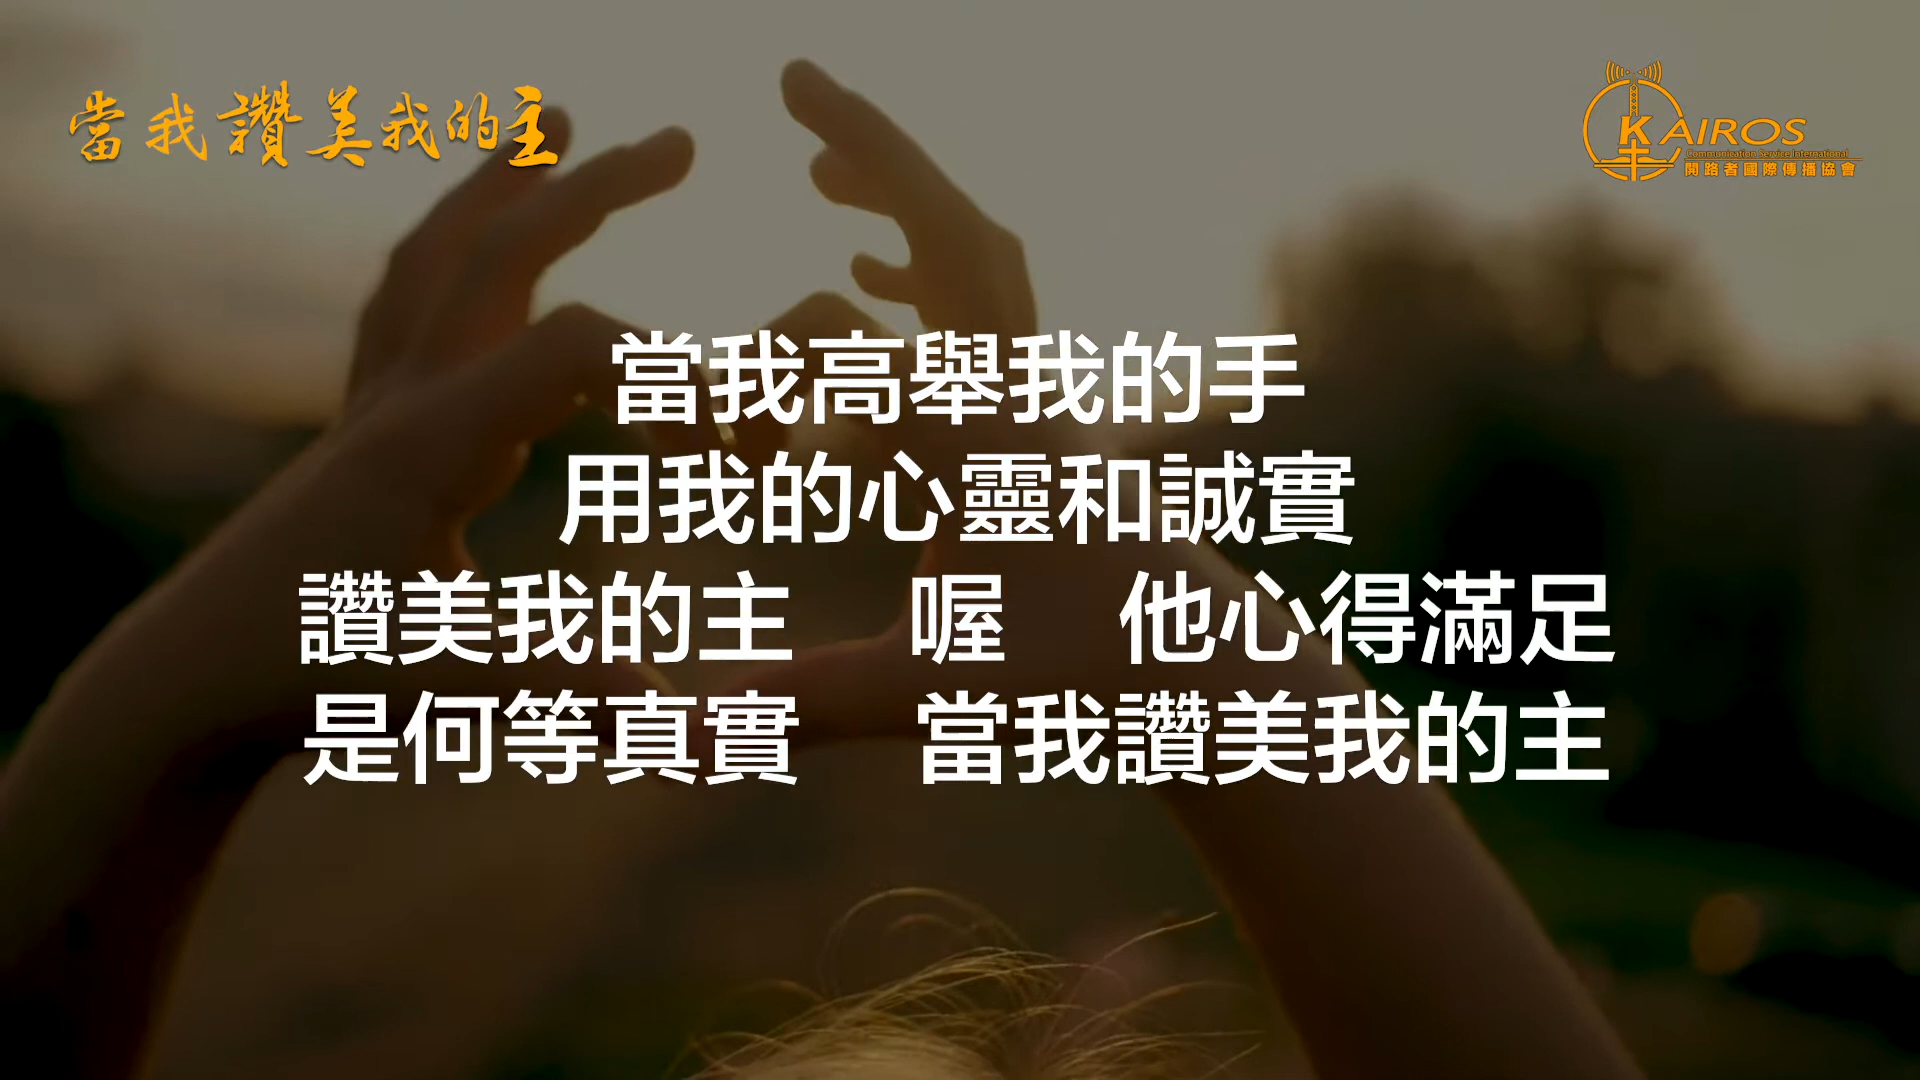 當我讚美我的主
KAIROS
Communication Service International
開路者國際傳播協會
當我高舉我的手
用我的心靈和誠實
讚美我的主　喔　他心得滿足
是何等真實　當我讚美我的主